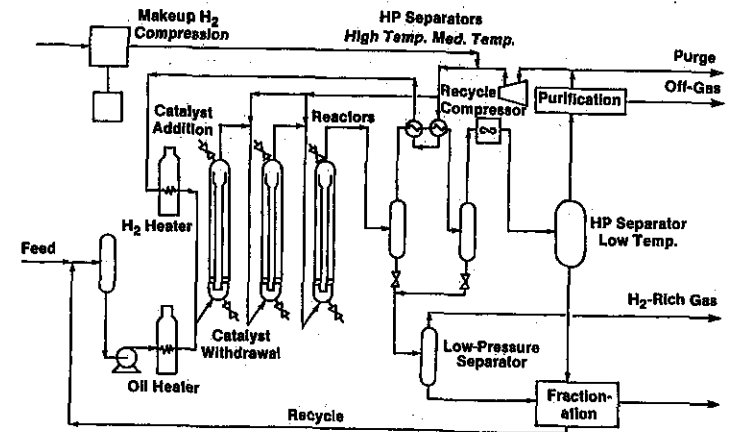 Makeup H2
Compression
HP Separators
High Temp. Med. Temp.
Purge
Off-Gas
Recycle
Compressor
Purification
Catalyst
Addition
Reactors
H2 Heater
HP Separator
Low Temp.
Feed
H2-Rich Gas
Catalyst
Withdrawal
Low-Pressure
Separator
Oil Heater
Fraction-
ation
Recycle